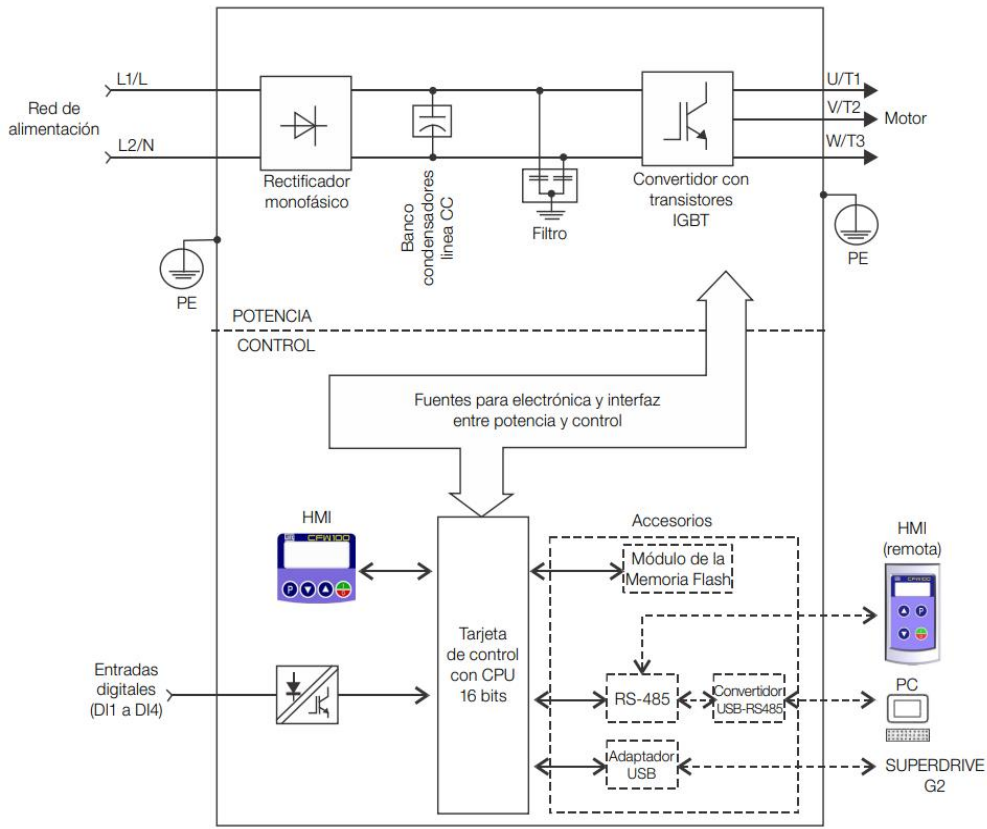 L1/L
Red de
alimentación
L2/N
Rectificador
monofásico
Banco
condensadores
linea CC
Filtro
Convertidor con
transistores
IGBT
U/T1
V/T2
Motor
W/T3
PE
PE
POTENCIA
CONTROL
Fuentes para electrónica y interfaz
entre potencia y control
HMI
CFW100
P
Tarjeta
de control
con CPU
16 bits
Accesorios
Módulo de la
Memoria Flash
HMI
(remota)
CFW100
P
Entradas
digitales
(DI1 a DI4)
RS-485
Convertidor
USB-RS485
PC
Adaptador
USB
SUPERDRIVE
G2